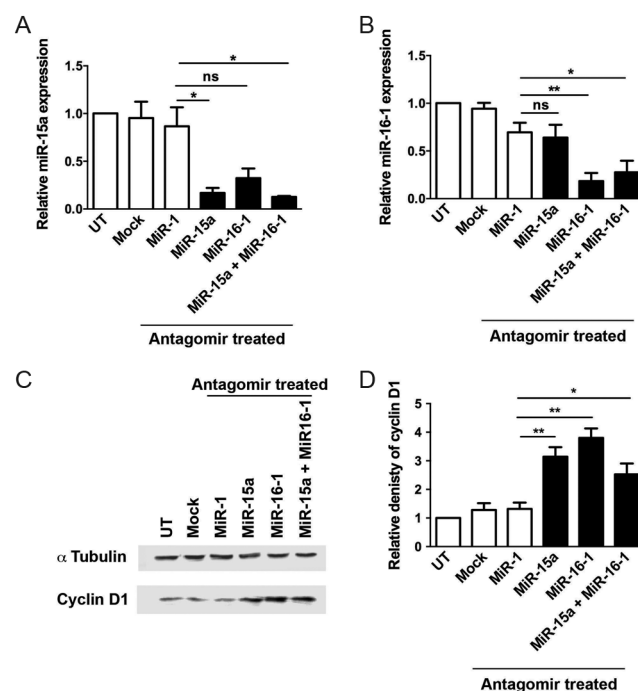 A
Relative miR-15a expression
1.5
1.0
0.5
0.0
*
ns
*
UT
Mock
MiR-1
MiR-15a
MiR-16-1
MiR-15a + MiR-16-1
Antagomir treated
B
Relative miR-16-1 expression
1.5
1.0
0.5
0.0
*
**
ns
UT
Mock
MiR-1
MiR-15a
MiR-16-1
MiR-15a + MiR-16-1
Antagomir treated
C
Antagomir treated
UT
Mock
MiR-1
MiR-15a
MiR-16-1
MiR-15a + MiR16-1
α Tubulin
Cyclin D1
D
Relative denisty of cyclin D1
5
4
3
2
1
0
*
**
**
UT
Mock
MiR-1
MiR-15a
MiR-16-1
MiR-15a + MiR-16-1
Antagomir treated